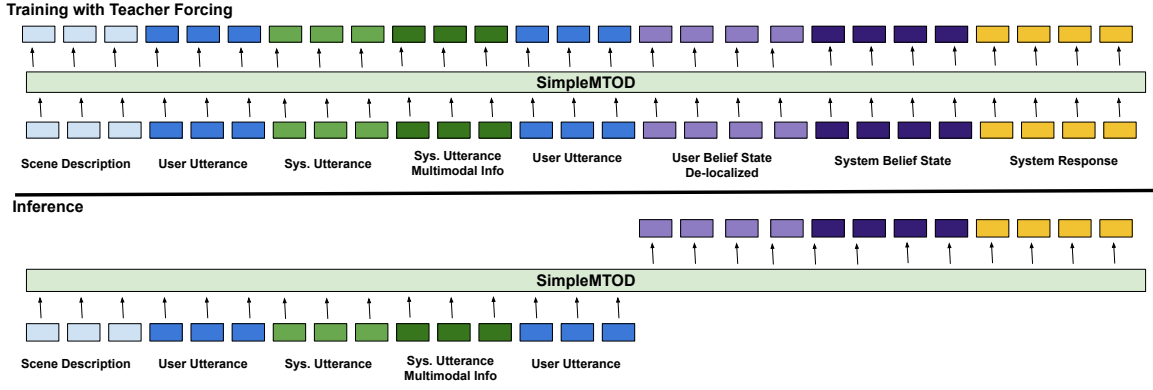 Training with Teacher Forcing
SimpleMTOD
Scene Description
User Utterance
Sys. Utterance
Sys. Utterance
Multimodal Info
User Utterance
User Belief State
De-localized
System Belief State
System Response
Inference
SimpleMTOD
Scene Description
User Utterance
Sys. Utterance
Sys. Utterance
Multimodal Info
User Utterance